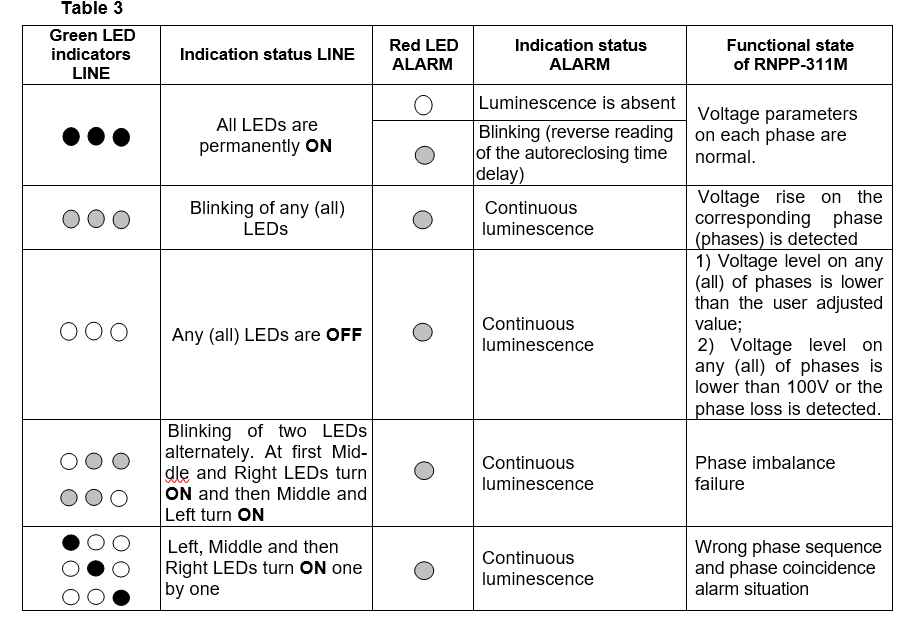 Table 3
Green LED
indicators
LINE
Indication status LINE
Red LED
ALARM
Indication status
ALARM
Functional state
of RNPP-311M
All LEDs are
permanently ON
Luminescence is absent
Blinking (reverse reading
of the autoreclosing time
delay)
Voltage parameters
on each phase are
normal.
Blinking of any (all)
LEDs
Continuous
luminescence
Voltage rise on the
corresponding phase
(phases) is detected
Any (all) LEDs are OFF
Continuous
luminescence
1) Voltage level on any
(all) of phases is lower
than the user adjusted
value;
2) Voltage level on
any (all) of phases is
lower than 100V or the
phase loss is detected.
Blinking of two LEDs
alternately. At first Mid-
dle and Right LEDs turn
ON and then Middle and
Left turn ON
Continuous
luminescence
Phase imbalance
failure
Left, Middle and then
Right LEDs turn ON one
by one
Continuous
luminescence
Wrong phase sequence
and phase coincidence
alarm situation